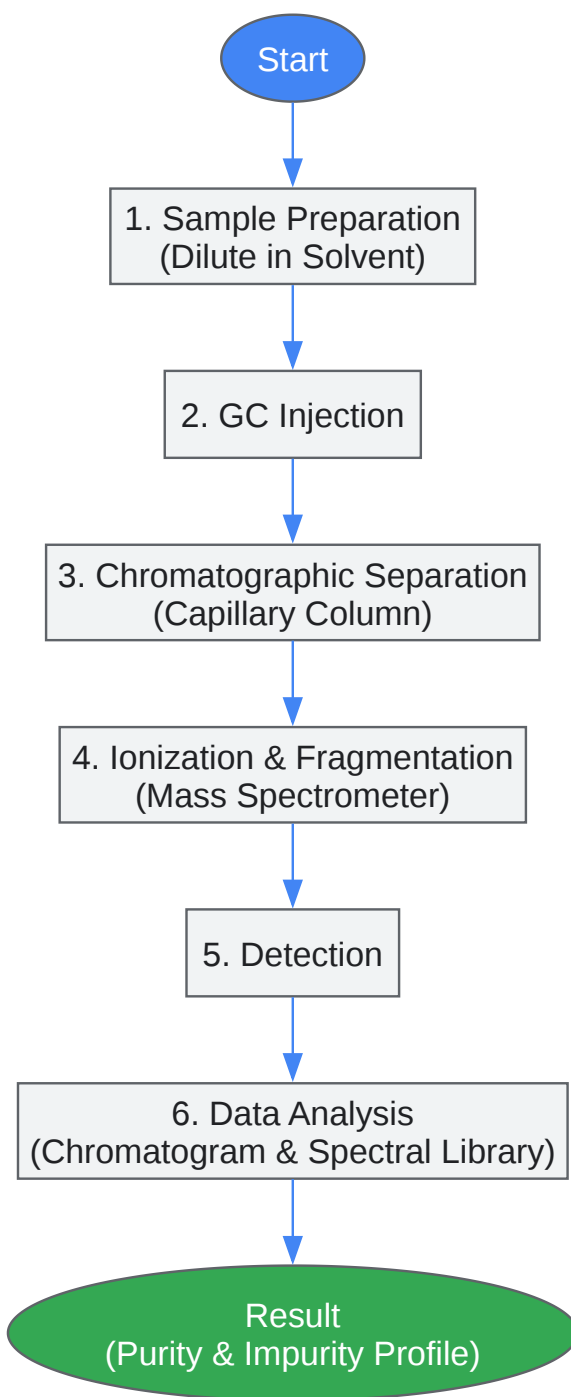 Start
1. Sample Preparation
(Dilute in Solvent)
2. GC Injection
3. Chromatographic Separation
(Capillary Column)
4. Ionization & Fragmentation
(Mass Spectrometer)
5. Detection
6. Data Analysis
(Chromatogram & Spectral Library)
Result
(Purity & Impurity Profile)